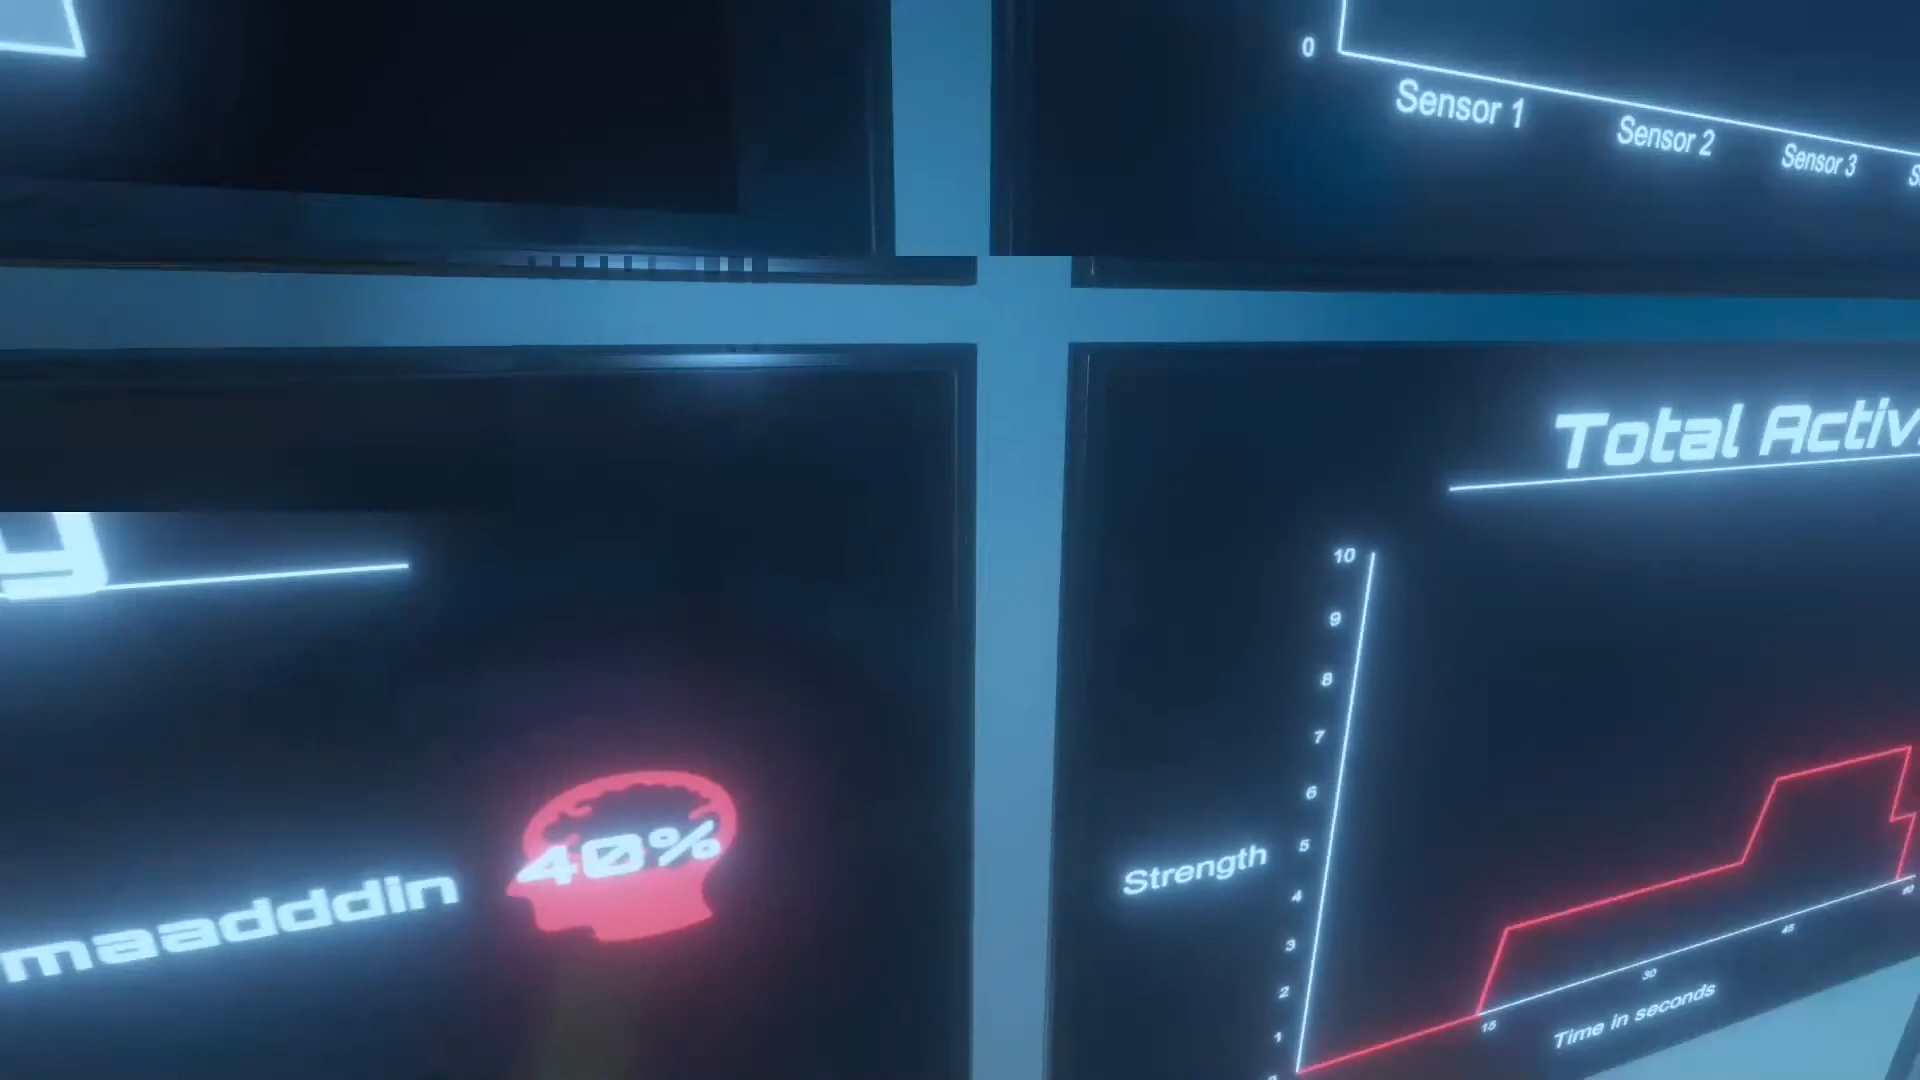 0
Sensor 1
Sensor 2
Sensor 3
Total Activ
y
10
9
8
7
6
5
4
3
2
1
Strength
40%
maadddin
15
30
45
60
Time in seconds